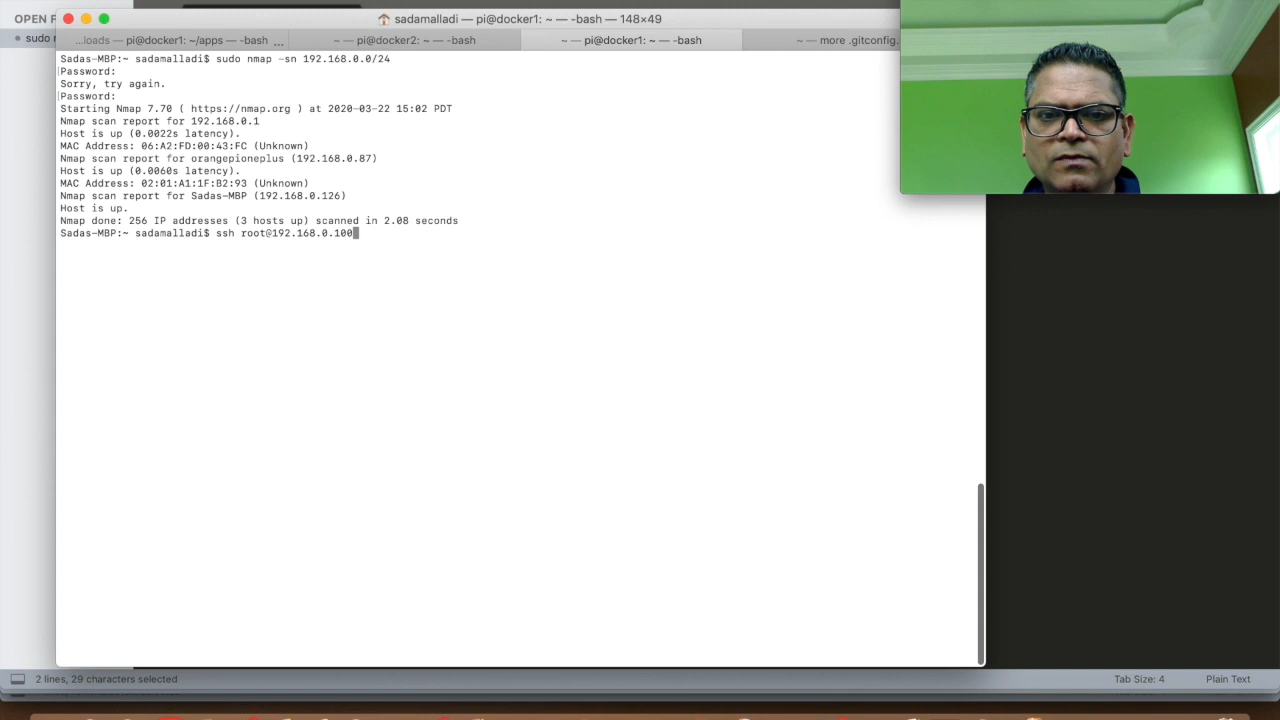 OPEN F
sudo r
sadamalladi — pi@docker1: ~ — -bash — 148×49
...loads — pi@docker1: ~/apps — -bash ...
~ — pi@docker2: ~ — -bash
~ — pi@docker1: ~ — -bash
~ — more .gitconfig.
Sadas-MBP:~ sadamalladi$ sudo nmap -sn 192.168.0.0/24
Password:
Sorry, try again.
Password:
Starting Nmap 7.70 ( https://nmap.org ) at 2020-03-22 15:02 PDT
Nmap scan report for 192.168.0.1
Host is up (0.0022s latency).
MAC Address: 06:A2:FD:00:43:FC (Unknown)
Nmap scan report for orangepioneplus (192.168.0.87)
Host is up (0.0060s latency).
MAC Address: 02:01:A1:1F:B2:93 (Unknown)
Nmap scan report for Sadas-MBP (192.168.0.126)
Host is up.
Nmap done: 256 IP addresses (3 hosts up) scanned in 2.08 seconds
Sadas-MBP:~ sadamalladi$ ssh root@192.168.0.100
2 lines, 29 characters selected
Tab Size: 4
Plain Text